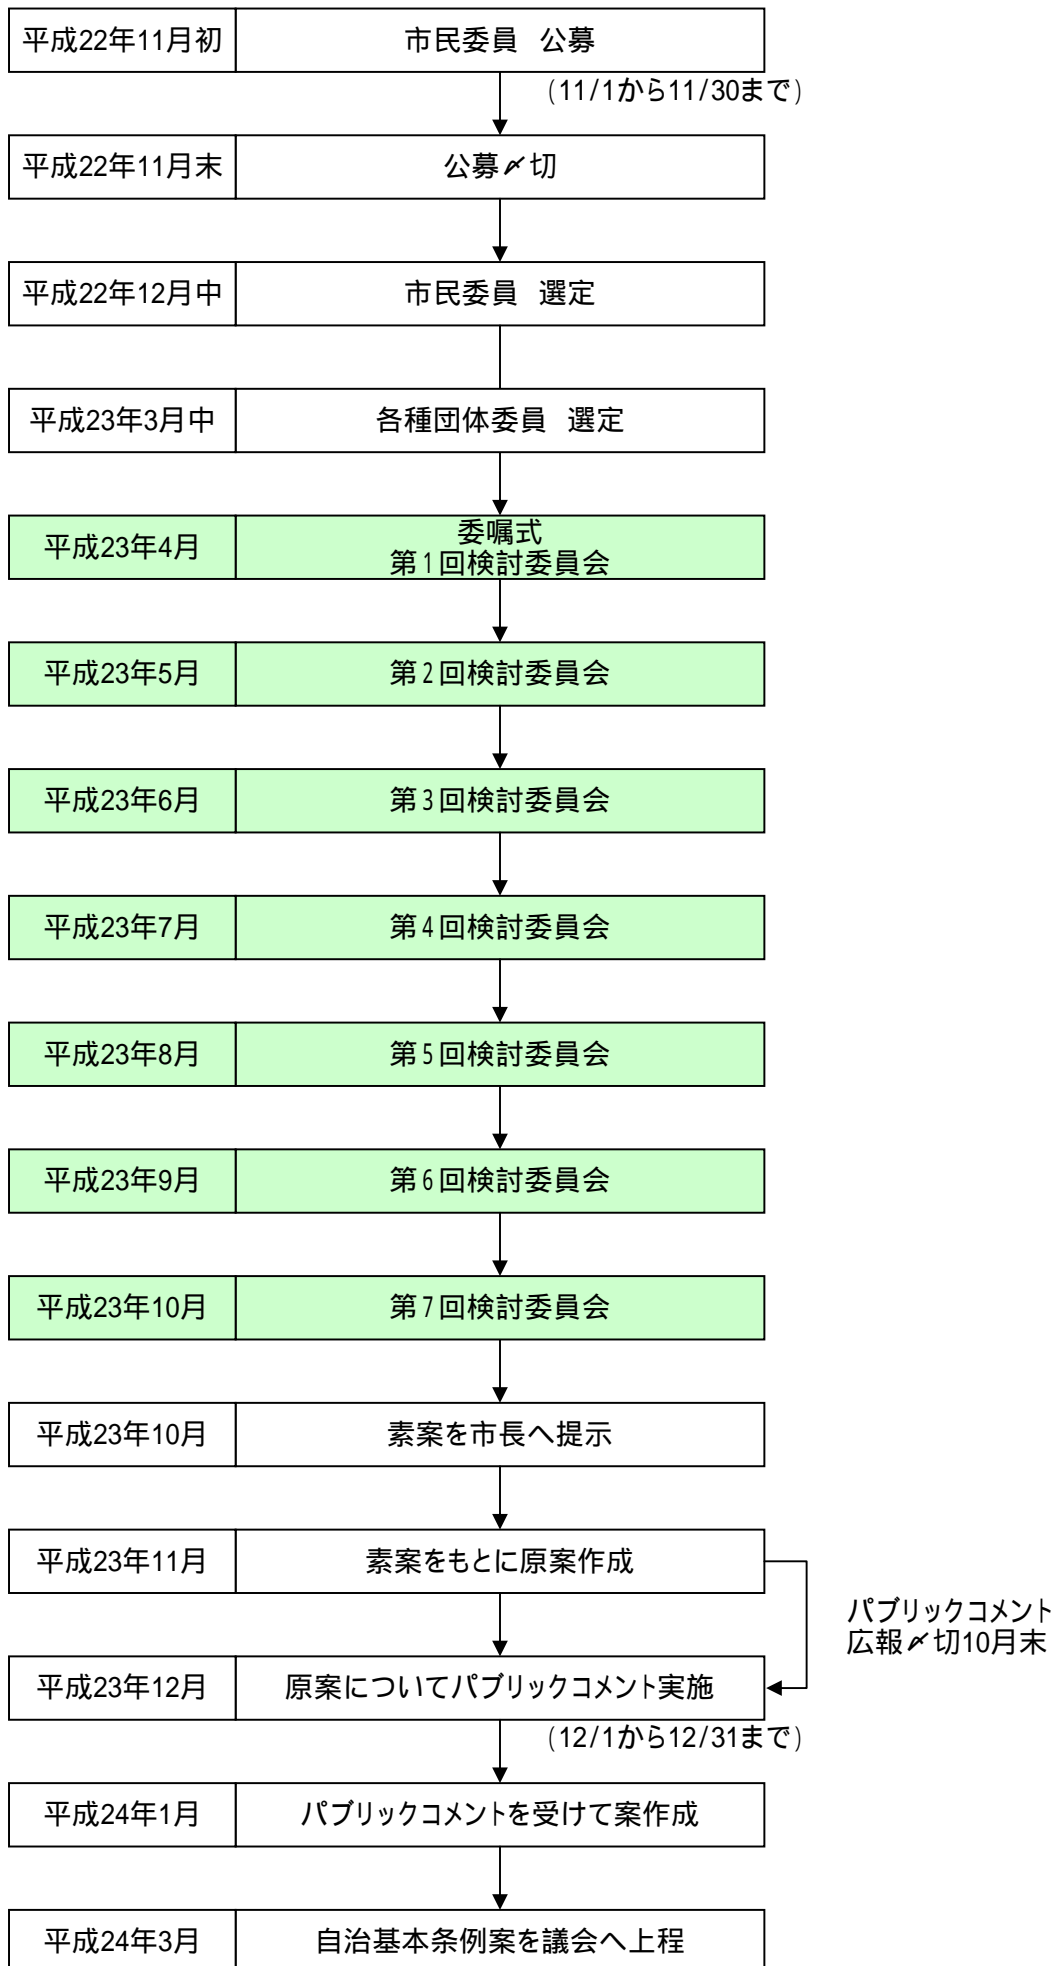 平成22年11月初 市民委員 公募
(11/1から11/30まで)
平成22年11月末 公募〆切
平成22年12月中 市民委員 選定
平成23年3月中 各種団体委員 選定
委嘱式
平成23年4月 第1回検討委員会
平成23年5月 第2回検討委員会
平成23年6月 第3回検討委員会
平成23年7月 第4回検討委員会
平成23年8月 第5回検討委員会
平成23年9月 第6回検討委員会
平成23年10月 第7回検討委員会
平成23年10月 素案を市長へ提示
平成23年11月 素案をもとに原案作成
パブリックコメント
広報〆切10月末
平成23年12月 原案についてパブリックコメント実施
(12/1から12/31まで)
平成24年1月 パブリックコメントを受けて案作成
平成24年3月 自治基本条例案を議会へ上程